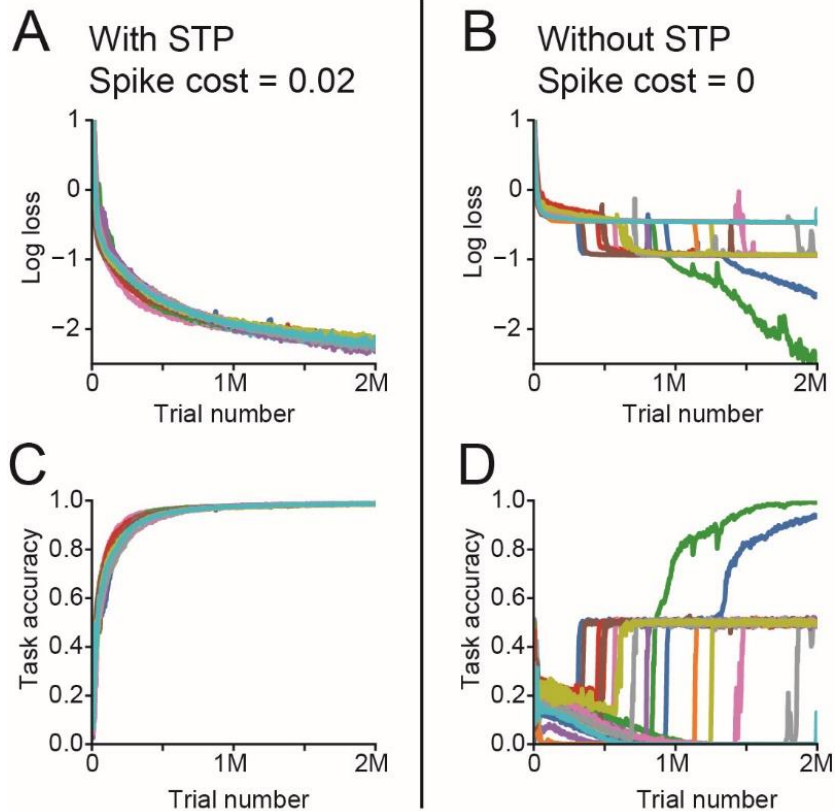 A
With STP
Spike cost = 0.02
1
0
−1
−2
Log loss
0
1M
2M
Trial number
B
Without STP
Spike cost = 0
1
0
−1
−2
Log loss
0
1M
2M
Trial number
C
1.0
0.8
0.6
0.4
0.2
0.0
Task accuracy
0
1M
2M
Trial number
D
1.0
0.8
0.6
0.4
0.2
0.0
Task accuracy
0
1M
2M
Trial number